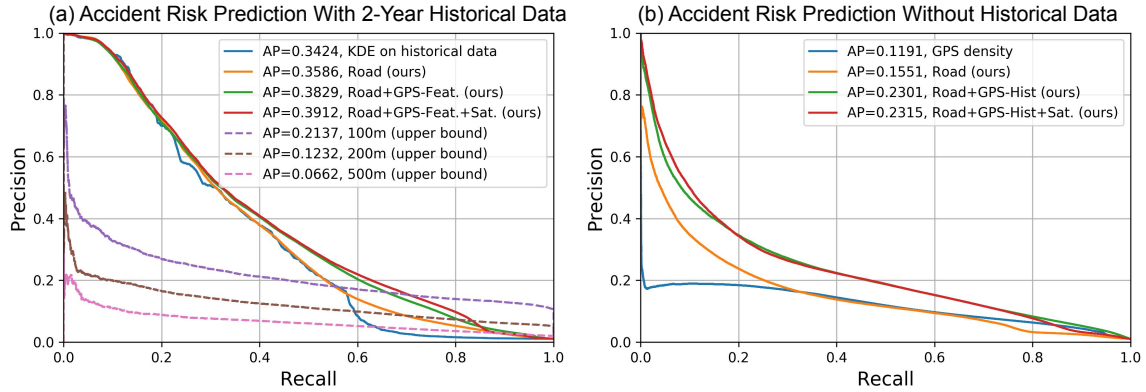 (a) Accident Risk Prediction With 2-Year Historical Data
1.0
0.8
0.6
0.4
0.2
0.0
0.0
0.2
0.4
0.6
0.8
1.0
Precision
Recall
AP=0.3424, KDE on historical data
AP=0.3586, Road (ours)
AP=0.3829, Road+GPS-Feat. (ours)
AP=0.3912, Road+GPS-Feat.+Sat. (ours)
AP=0.2137, 100m (upper bound)
AP=0.1232, 200m (upper bound)
AP=0.0662, 500m (upper bound)
(b) Accident Risk Prediction Without Historical Data
1.0
0.8
0.6
0.4
0.2
0.0
0.0
0.2
0.4
0.6
0.8
1.0
Precision
Recall
AP=0.1191, GPS density
AP=0.1551, Road (ours)
AP=0.2301, Road+GPS-Hist (ours)
AP=0.2315, Road+GPS-Hist+Sat. (ours)